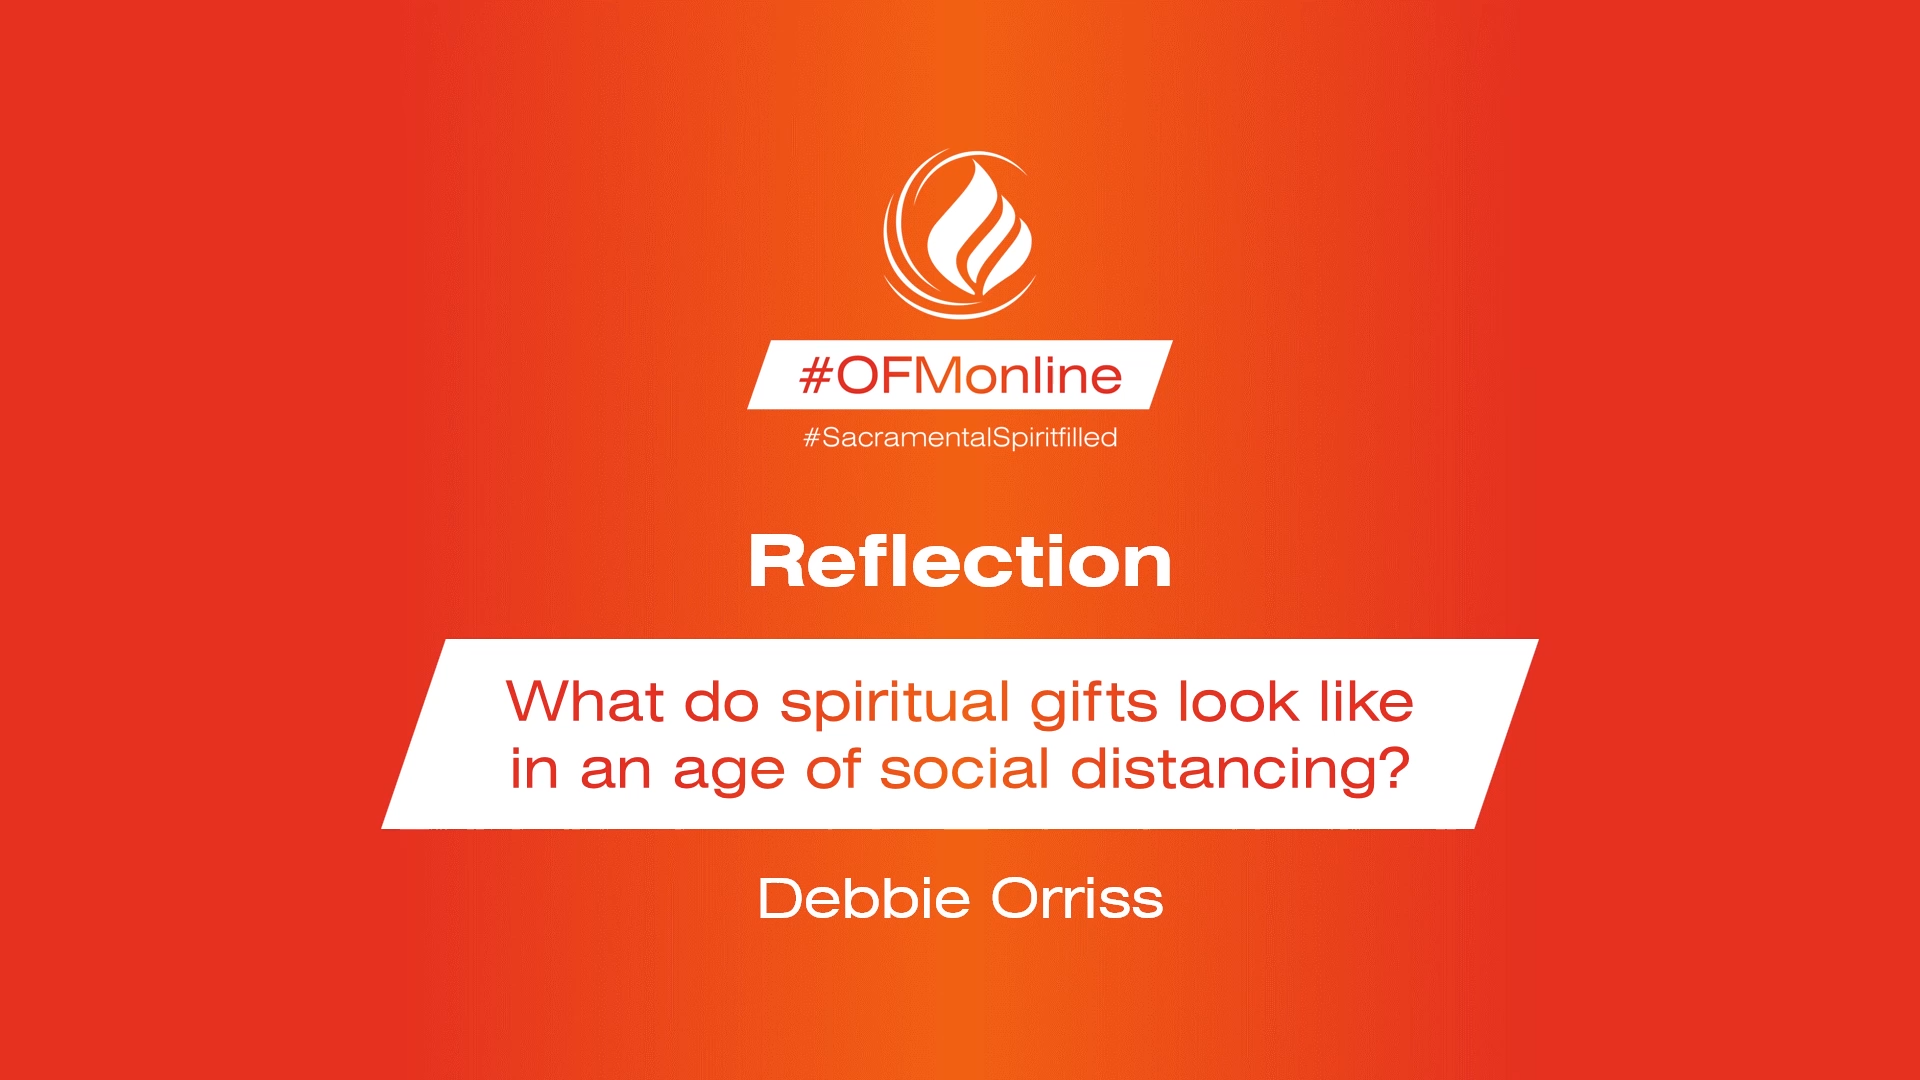 #OFMonline
#SacramentalSpiritfilled
Reflection
What do spiritual gifts look like
in an age of social distancing?
Debbie Orriss